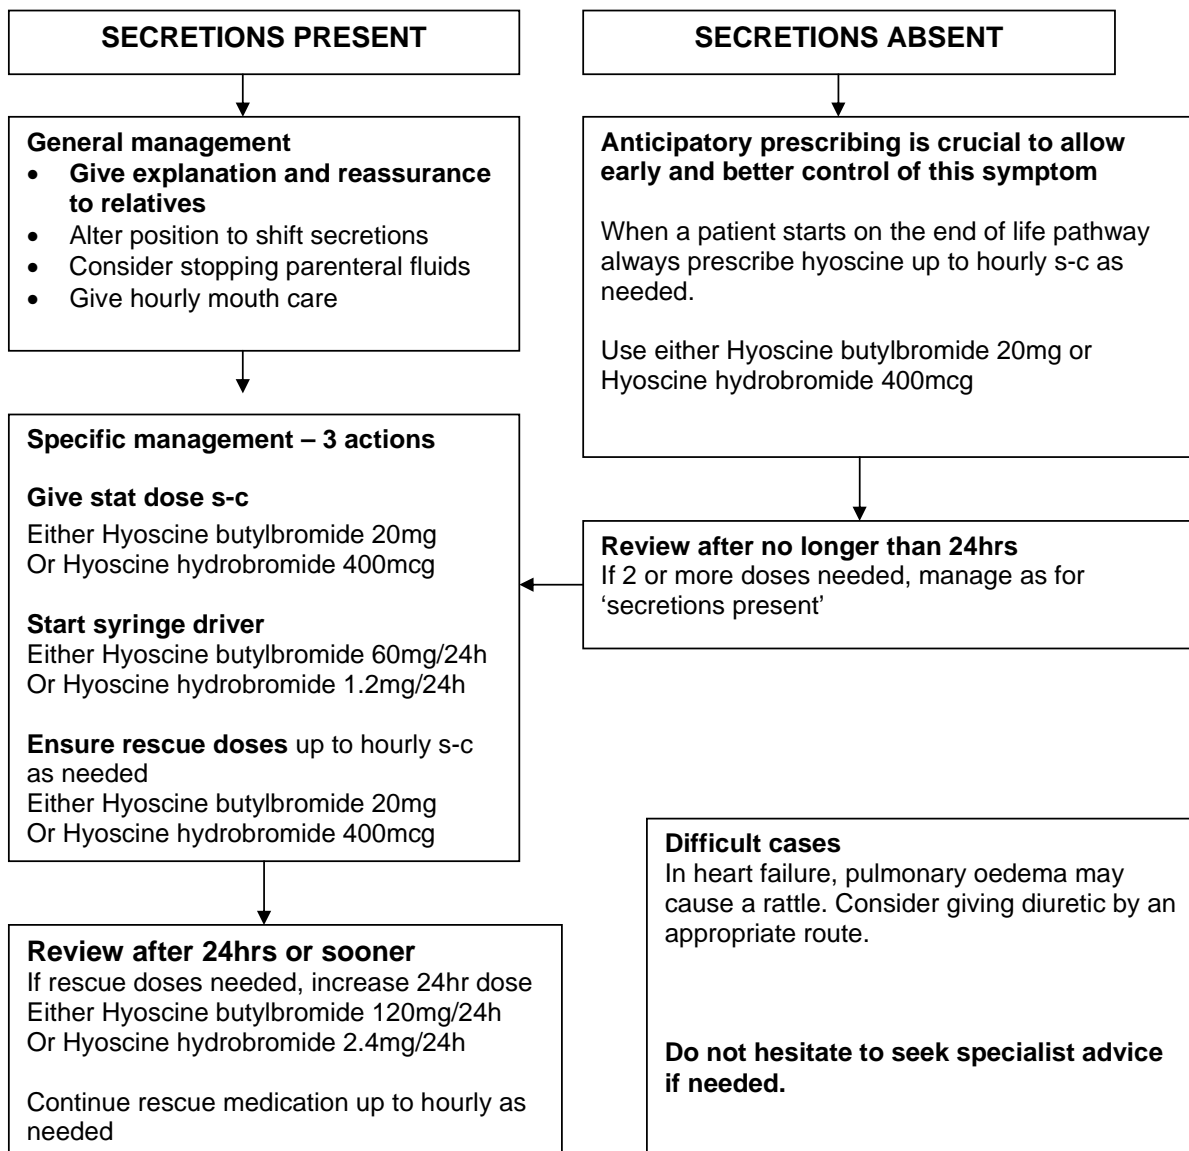 SECRETIONS PRESENT
General management
• Give explanation and reassurance
to relatives
• Alter position to shift secretions
• Consider stopping parenteral fluids
• Give hourly mouth care
Specific management – 3 actions
Give stat dose s-c
Either Hyoscine butylbromide 20mg
Or Hyoscine hydrobromide 400mcg
Start syringe driver
Either Hyoscine butylbromide 60mg/24h
Or Hyoscine hydrobromide 1.2mg/24h
Ensure rescue doses up to hourly s-c
as needed
Either Hyoscine butylbromide 20mg
Or Hyoscine hydrobromide 400mcg
Review after 24hrs or sooner
If rescue doses needed, increase 24hr dose
Either Hyoscine butylbromide 120mg/24h
Or Hyoscine hydrobromide 2.4mg/24h
Continue rescue medication up to hourly as
needed
SECRETIONS ABSENT
Anticipatory prescribing is crucial to allow
early and better control of this symptom
When a patient starts on the end of life pathway
always prescribe hyoscine up to hourly s-c as
needed.
Use either Hyoscine butylbromide 20mg or
Hyoscine hydrobromide 400mcg
Review after no longer than 24hrs
If 2 or more doses needed, manage as for
‘secretions present’
Difficult cases
In heart failure, pulmonary oedema may
cause a rattle. Consider giving diuretic by an
appropriate route.
Do not hesitate to seek specialist advice
if needed.